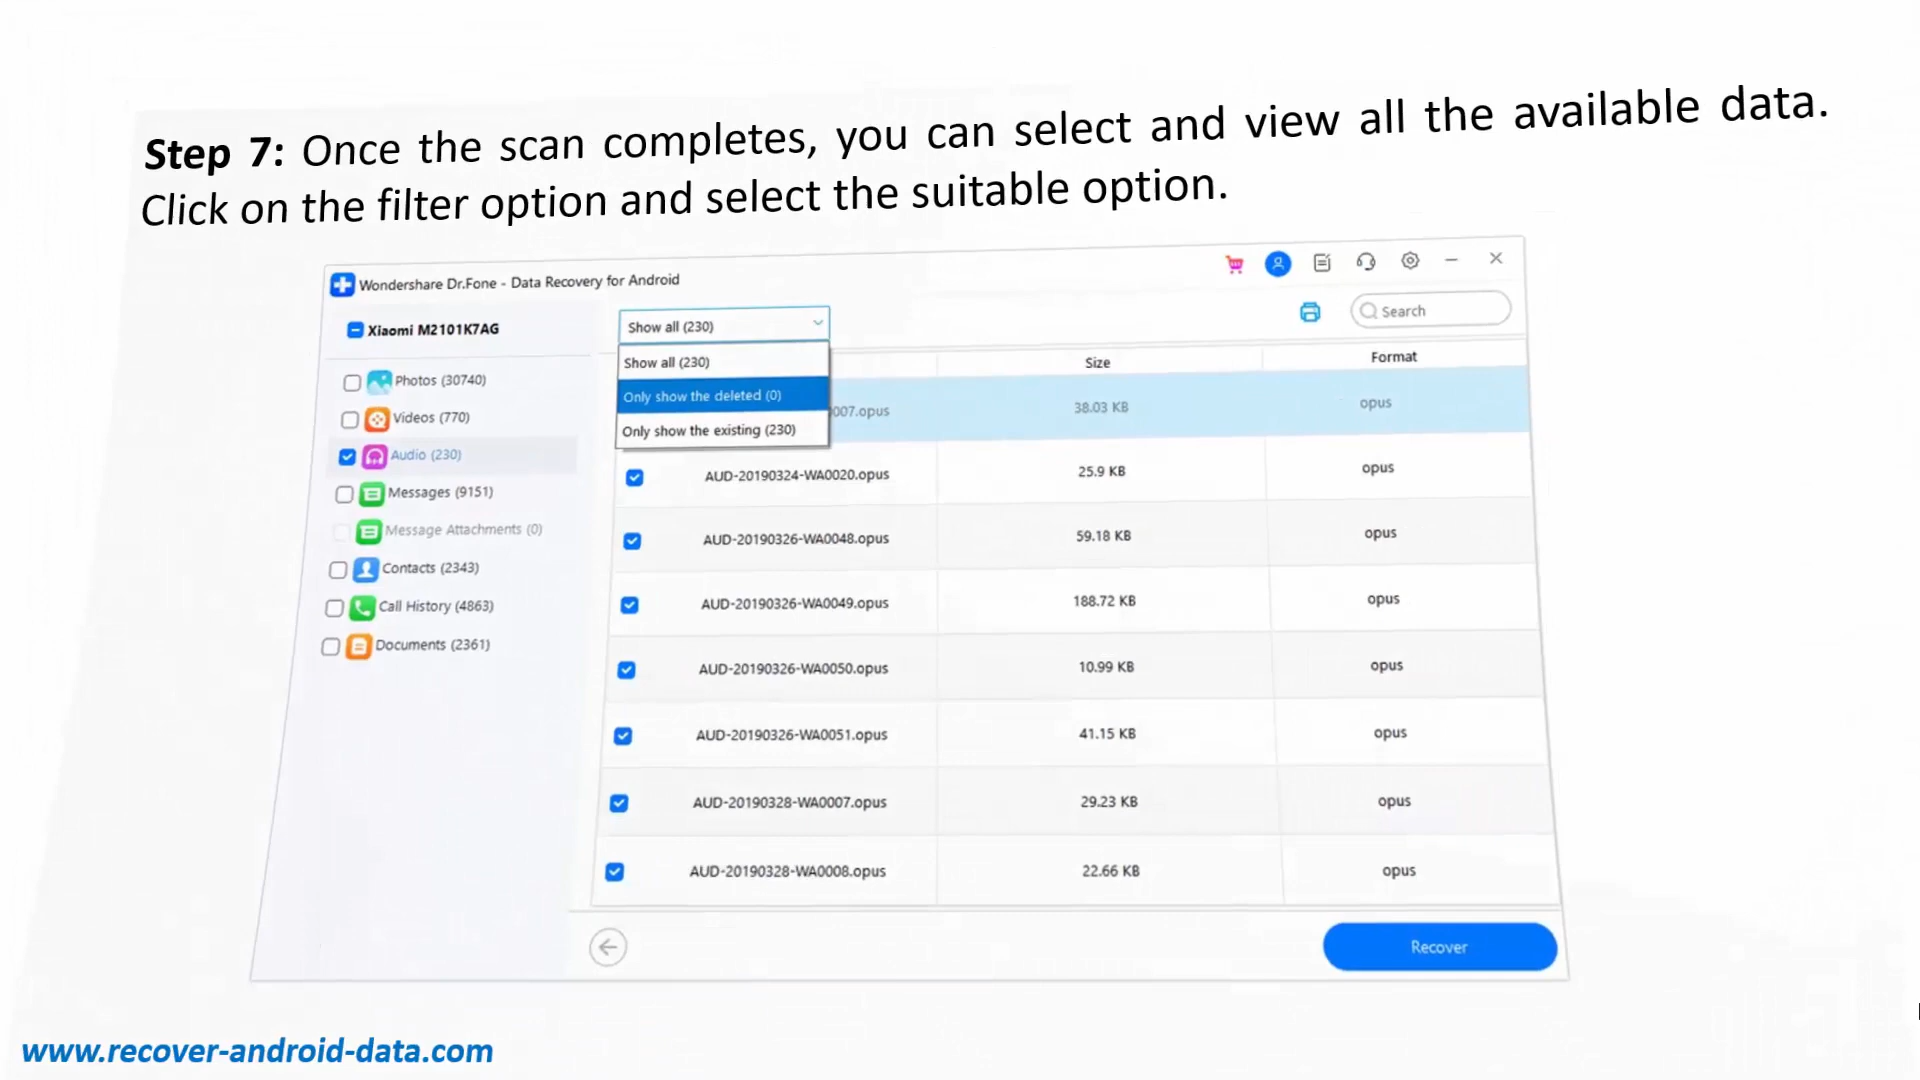 Step 7: Once the scan completes, you can select and view all the available data.
Click on the filter option and select the suitable option.
Wondershare Dr.Fone - Data Recovery for Android
Xiaomi M2101K7AG
Show all (230)
Search
Show all (230)
Only show the deleted (0)
Only show the existing (230)
Size
Format
Photos (30740)
Videos (770)
Audio (230)
Messages (9151)
Message Attachments (0)
Contacts (2343)
Call History (4863)
Documents (2361)
007.opus 38.03 KB opus
AUD-20190324-WA0020.opus 25.9 KB opus
AUD-20190326-WA0048.opus 59.18 KB opus
AUD-20190326-WA0049.opus 188.72 KB opus
AUD-20190326-WA0050.opus 10.99 KB opus
AUD-20190326-WA0051.opus 41.15 KB opus
AUD-20190328-WA0007.opus 29.23 KB opus
AUD-20190328-WA0008.opus 22.66 KB opus
Recover
www.recover-android-data.com